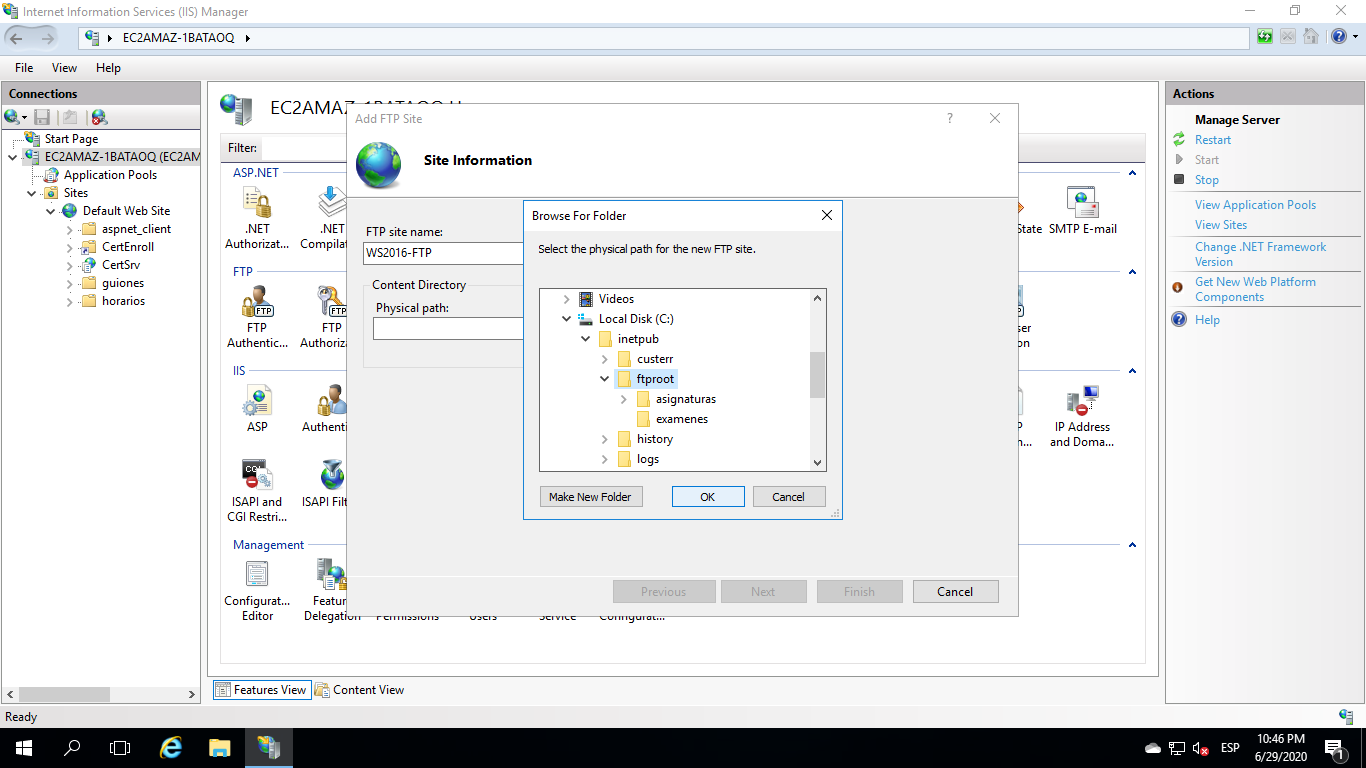 Internet Information Services (IIS) Manager
EC2AMAZ-1BATAOQ
File View Help
Connections
Start Page
EC2AMAZ-1BATAOQ (EC2AM
Application Pools
Sites
Default Web Site
aspnet_client
CertEnroll
CertSrv
guiones
horarios
EC2AMAZ-1BATAOQ H
Filter:
ASP.NET
.NET
Authorizat...
.NET
Compilat
State
SMTP E-mail
FTP
FTP
Authentic...
FTP
Authoriza
ser
on
IIS
ASP
Authenti
P
n...
IP Address
and Doma...
ISAPI and
CGI Restri...
ISAPI Filt
Management
Configurat...
Editor
Featur
Delegation
Permissions
Users
Service
Configurat...
Features View
Content View
Add FTP Site
?
Site Information
FTP site name:
WS2016-FTP
Content Directory
Physical path:
Previous
Next
Finish
Cancel
Browse For Folder
Select the physical path for the new FTP site.
Videos
Local Disk (C:)
inetpub
custerr
ftproot
asignaturas
examenes
history
logs
Make New Folder
OK
Cancel
Actions
Manage Server
Restart
Start
Stop
View Application Pools
View Sites
Change .NET Framework
Version
Get New Web Platform
Components
Help
Ready
ESP
10:46 PM
6/29/2020
1